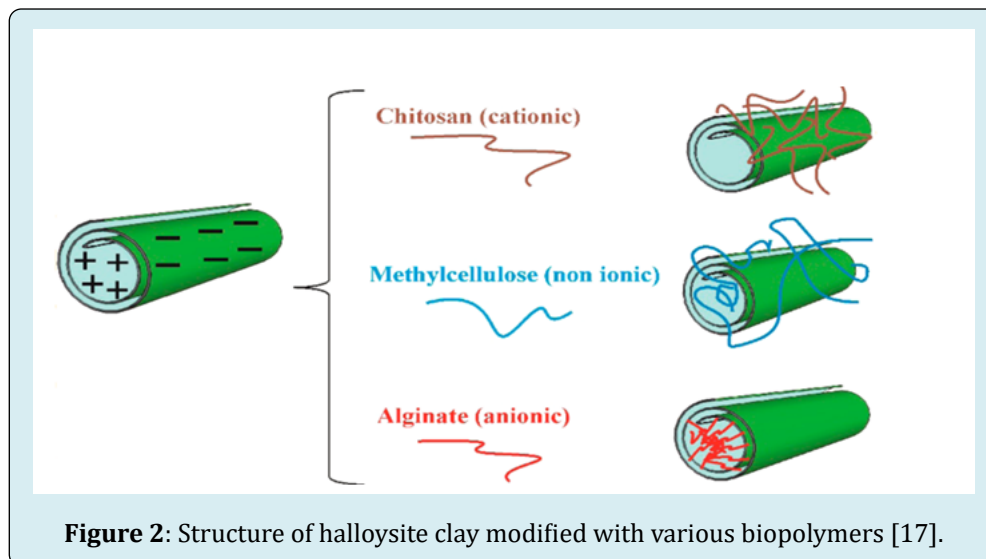 Chitosan (cationic)
Methylcellulose (non ionic)
Alginate (anionic)
+ + + +
− − − − − −
Figure 2: Structure of halloysite clay modified with various biopolymers [17].